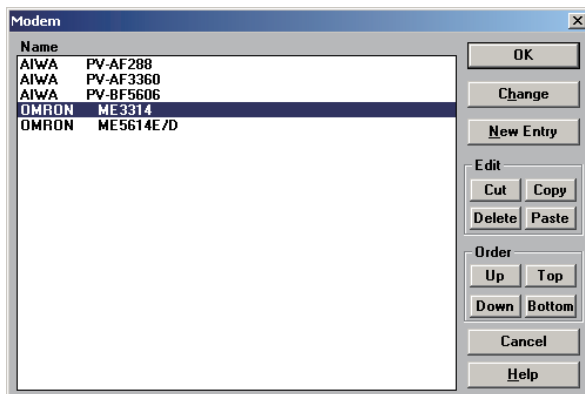 Modem
Name
AIWA PV-AF288
AIWA PV-AF3360
AIWA PV-BF5606
OMRON ME3314
OMRON ME5614E/D
OK
Change
New Entry
Edit
Cut Copy
Delete Paste
Order
Up Top
Down Bottom
Cancel
Help